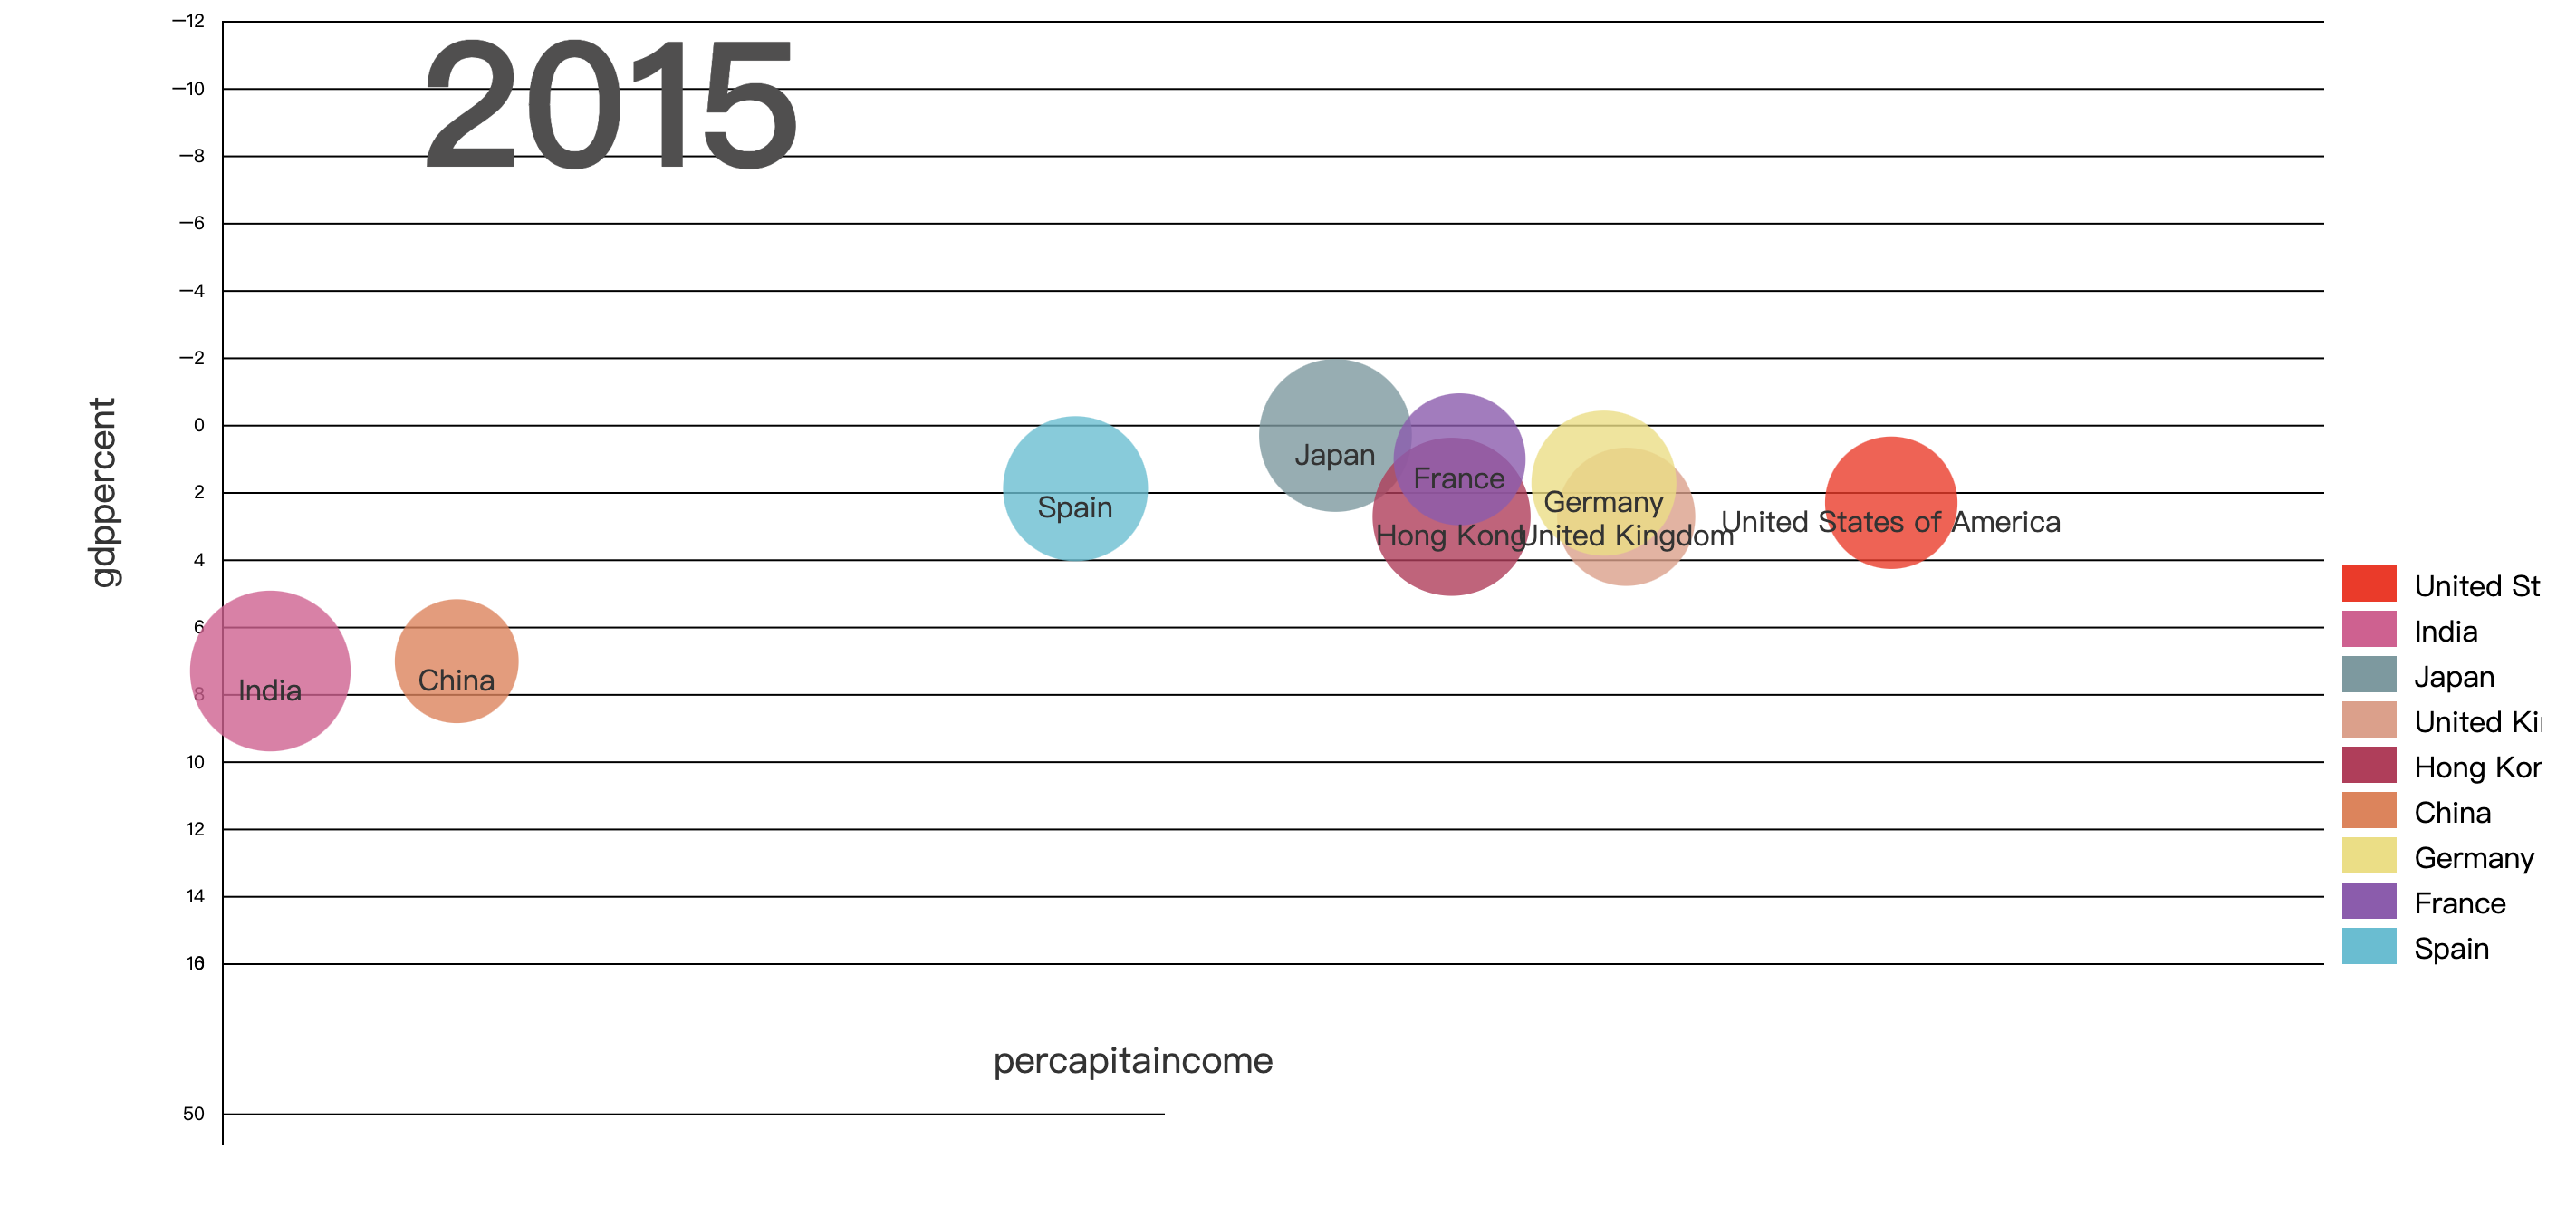 −12
2015
−10
−8
−6
−4
−2
gdppercent
0
Japan
France
2
Germany
Spain
United States of America
Hong Kong
United Kingdom
4
United St
6
India
Japan
China
8
India
United Ki
10
Hong Kor
China
12
Germany
14
France
Spain
16
percapitaincome
50